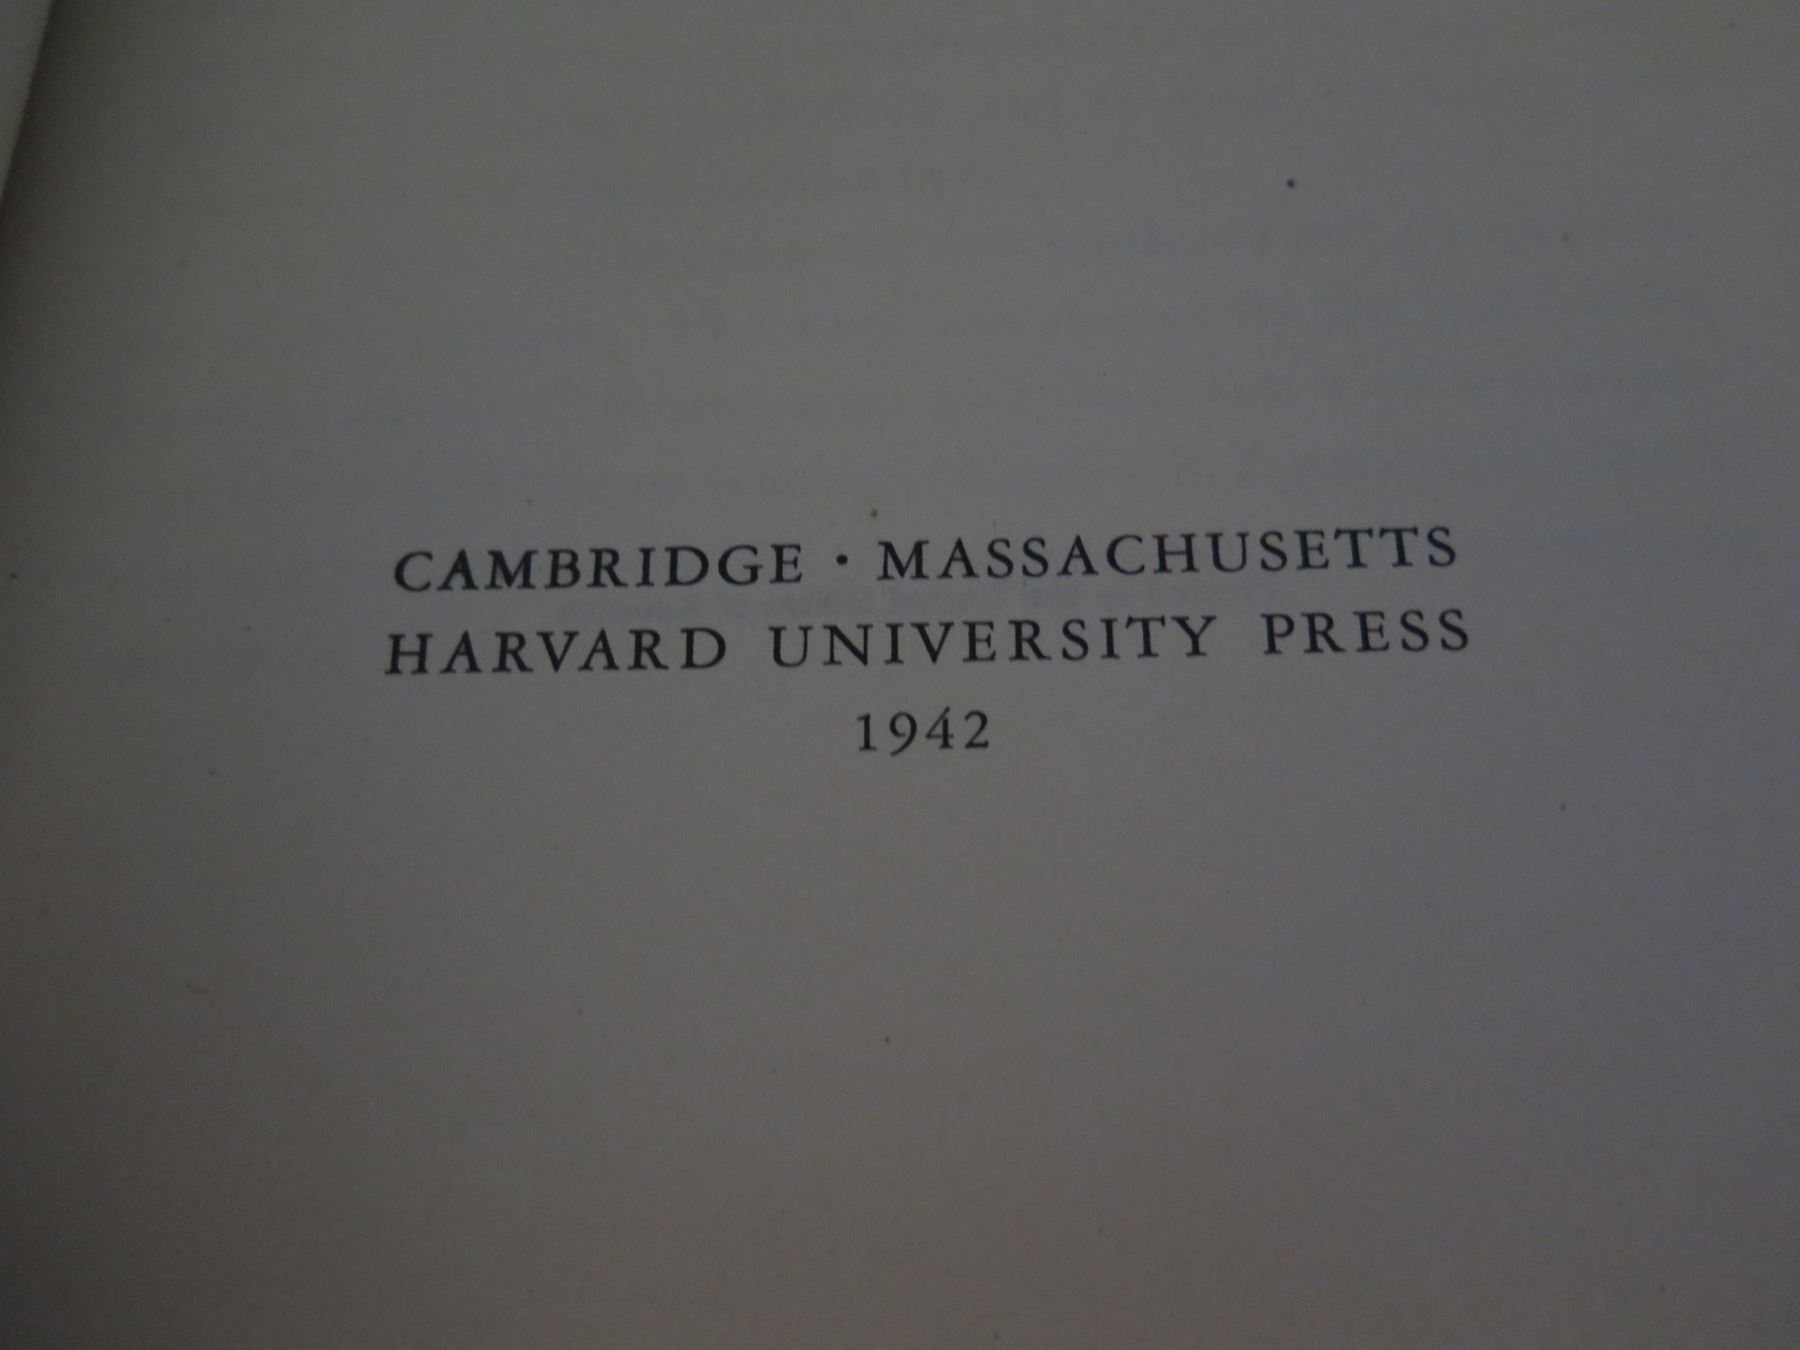 CAMBRIDGE · MASSACHUSETTS
HARVARD UNIVERSITY PRESS
1942